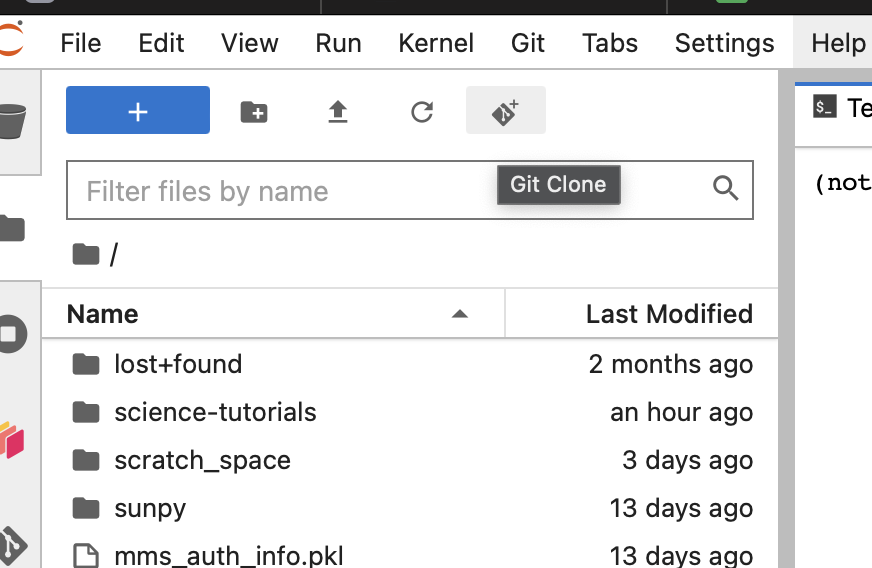 File Edit View Run Kernel Git Tabs Settings Help
+
$_ Te
Filter files by name
Git Clone
(not
/
Name Last Modified
lost+found 2 months ago
science-tutorials an hour ago
scratch_space 3 days ago
sunpy 13 days ago
mms_auth_info.pkl 13 days ago